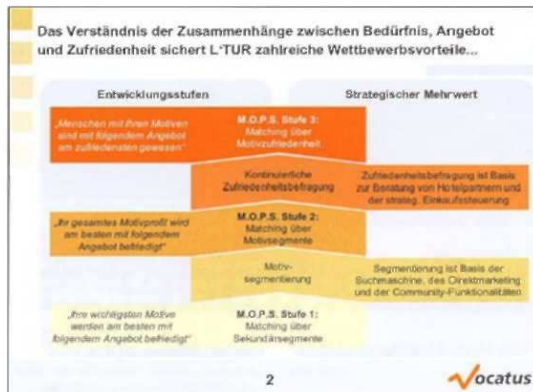 Das Verständnis der Zusammenhänge zwischen Bedürfnis, Angebot
und Zufriedenheit sichert L'TUR zahlreiche Wettbewerbsvorteile...
Entwicklungsstufen
Strategischer Mehrwert
„Menschen mit Ihren Motiven
sind mit folgendem Angebot
am zufriedensten gewesen"
M.O.P.S. Stufe 3:
Matching über
Motivzufriedenheit
Kontinuierliche
Zufriedenheitsbefragung
Zufriedenheitsbefragung ist Basis
zur Beratung von Hotelpartnern und
der strateg. Einkaufssteuerung
„Ihr gesamtes Motivprofil wird
am besten mit folgendem
Angebot befriedigt"
M.O.P.S. Stufe 2:
Matching über
Motivsegmente
Motiv-
segmentierung
Segmentierung ist Basis der
Suchmaschine, des Direktmarketing
und der Community-Funktionalitäten
„Ihre wichtigsten Motive
werden am besten mit
folgendem Angebot befriedigt"
M.O.P.S. Stufe 1:
Matching über
Sekundärsegmente
2
Vocatus